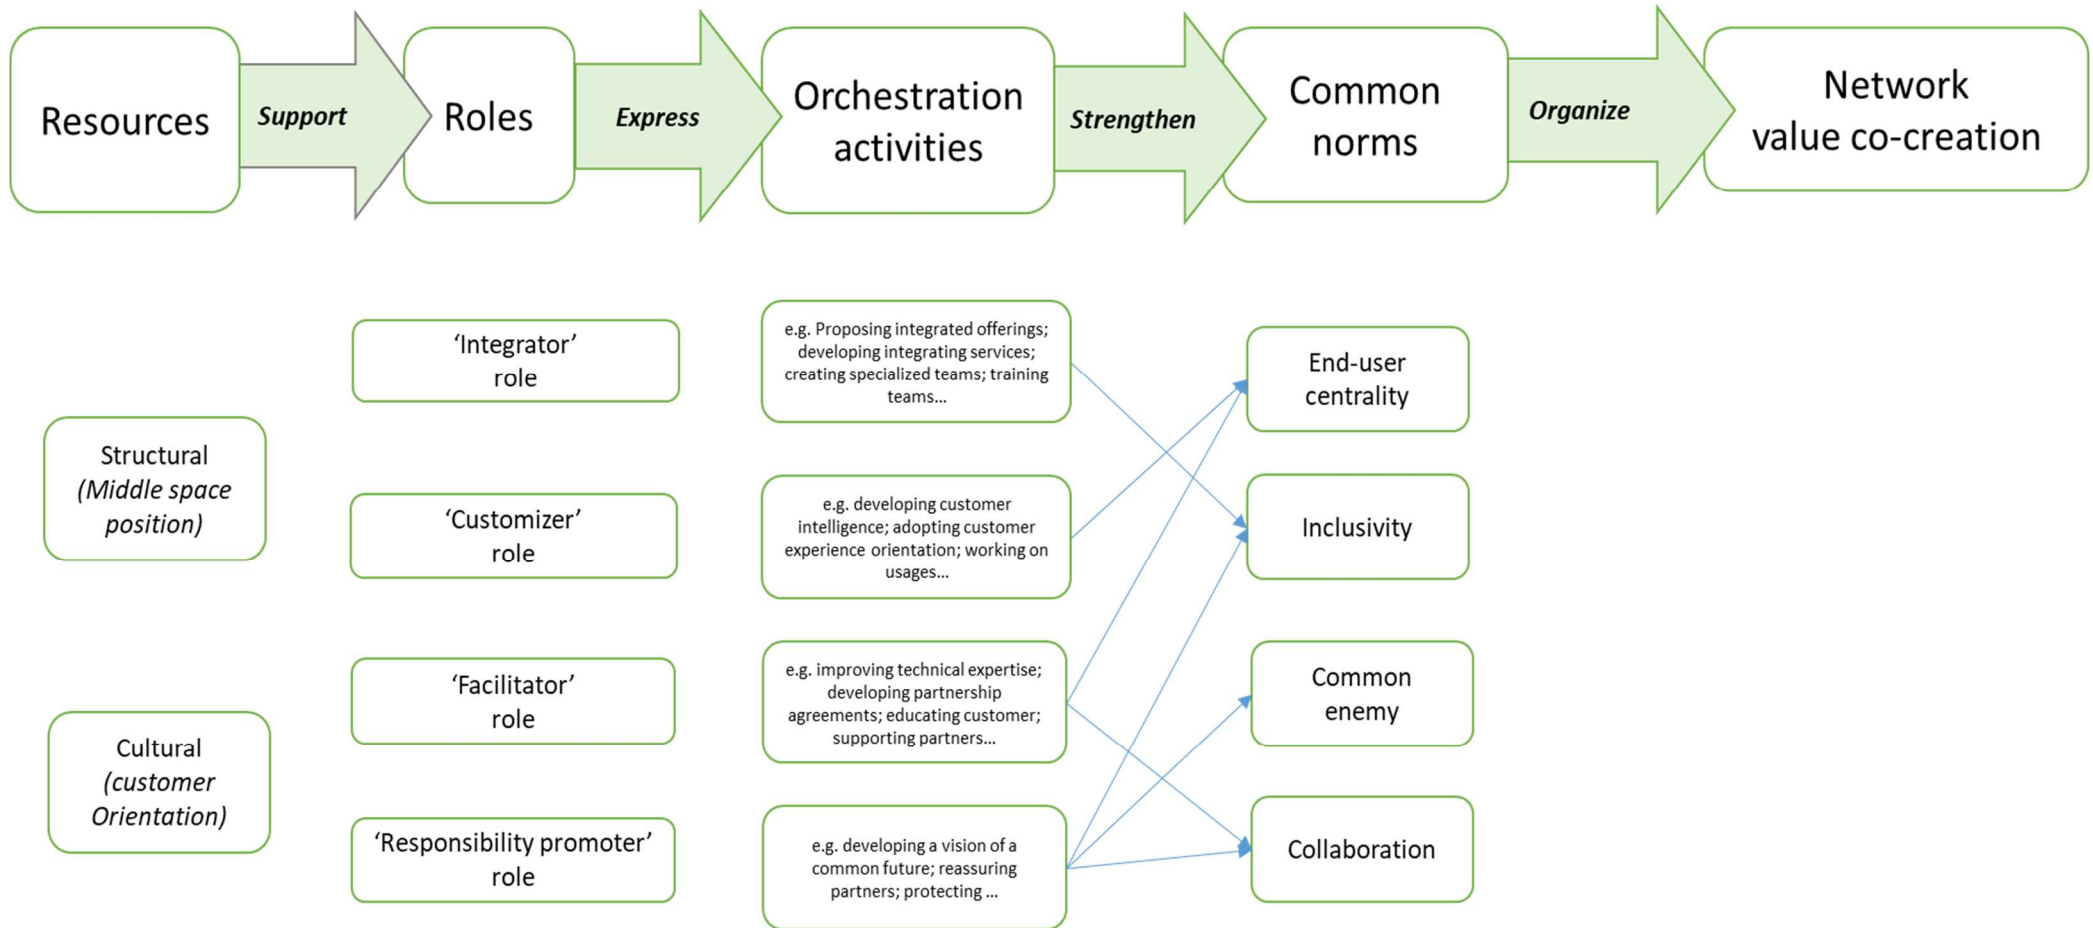 Resources
Support
Roles
Express
Orchestration
activities
Strengthen
Common
norms
Organize
Network
value co-creation
Structural
(Middle space
position)
Cultural
(customer
Orientation)
‘Integrator’
role
‘Customizer’
role
‘Facilitator’
role
‘Responsibility promoter’
role
e.g. Proposing integrated offerings;
developing integrating services;
creating specialized teams; training
teams...
e.g. developing customer
intelligence; adopting customer
experience orientation; working on
usages...
e.g. improving technical expertise;
developing partnership
agreements; educating customer;
supporting partners...
e.g. developing a vision of a
common future; reassuring
partners; protecting ...
End-user
centrality
Inclusivity
Common
enemy
Collaboration